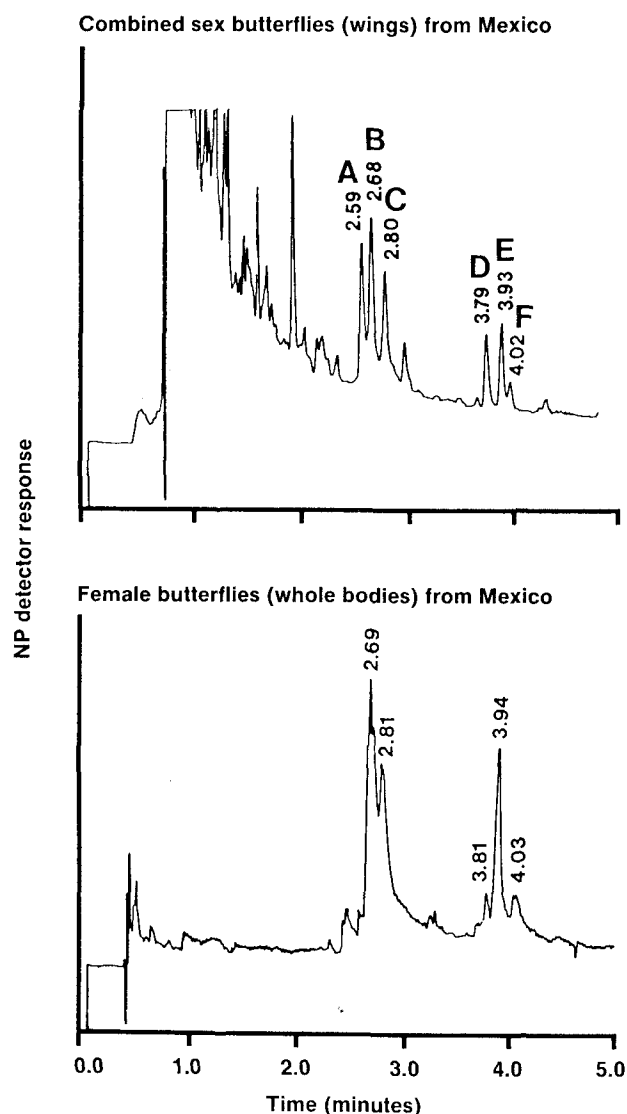 Combined sex butterflies (wings) from Mexico
A
2.59
B
2.68
C
2.80
D
3.79
E
3.93
F
4.02
NP detector response
Female butterflies (whole bodies) from Mexico
2.69
2.81
3.81
3.94
4.03
0.0 1.0 2.0 3.0 4.0 5.0
Time (minutes)